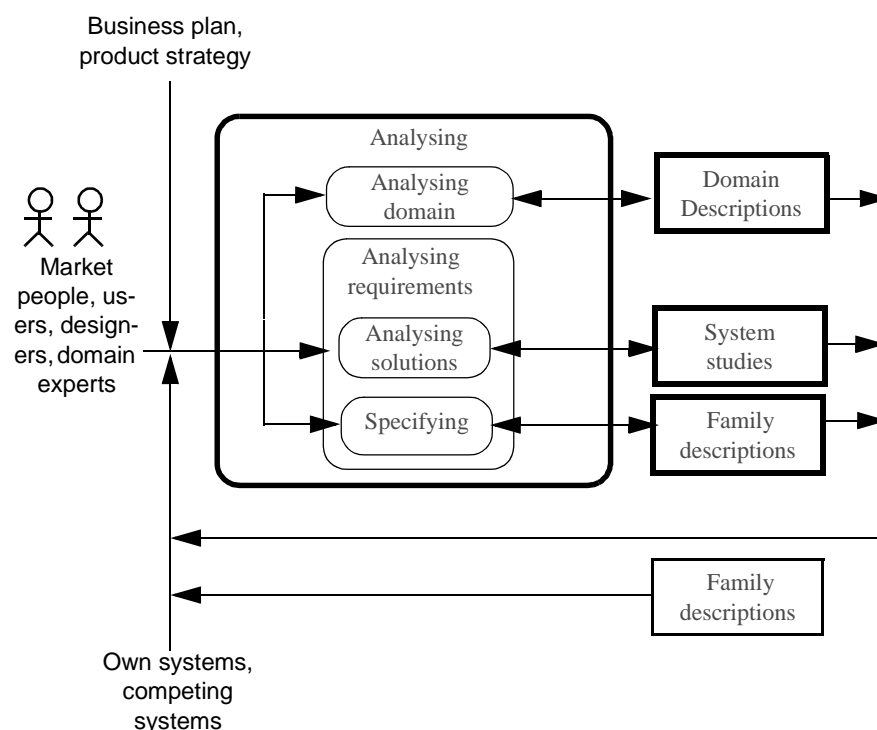 Business plan,
product strategy
Analysing
Analysing
domain
Domain
Descriptions
Market
people, us-
ers, design-
ers, domain
experts
Analysing
requirements
Analysing
solutions
System
studies
Specifying
Family
descriptions
Family
descriptions
Own systems,
competing
systems